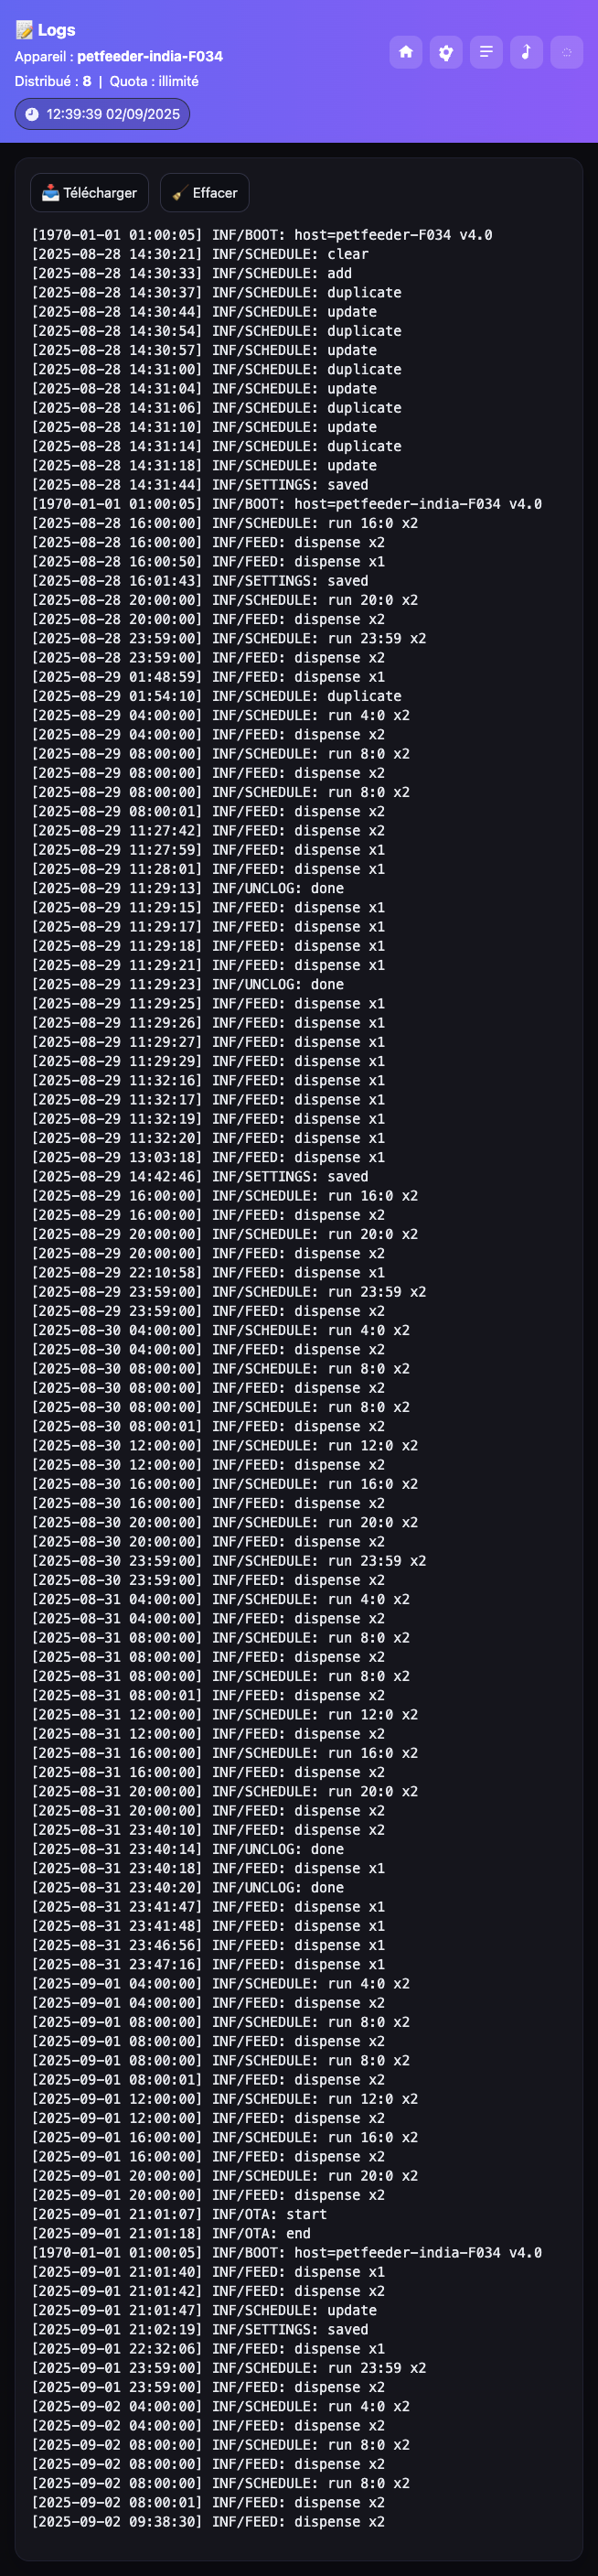 📝 Logs
Appareil : petfeeder-india-F034
Distribué : 8 | Quota : illimité
12:39:39 02/09/2025
Télécharger
Effacer
[1970-01-01 01:00:05] INF/BOOT: host=petfeeder-F034 v4.0
[2025-08-28 14:30:21] INF/SCHEDULE: clear
[2025-08-28 14:30:33] INF/SCHEDULE: add
[2025-08-28 14:30:37] INF/SCHEDULE: duplicate
[2025-08-28 14:30:44] INF/SCHEDULE: update
[2025-08-28 14:30:54] INF/SCHEDULE: duplicate
[2025-08-28 14:30:57] INF/SCHEDULE: update
[2025-08-28 14:31:00] INF/SCHEDULE: duplicate
[2025-08-28 14:31:04] INF/SCHEDULE: update
[2025-08-28 14:31:06] INF/SCHEDULE: duplicate
[2025-08-28 14:31:10] INF/SCHEDULE: update
[2025-08-28 14:31:14] INF/SCHEDULE: duplicate
[2025-08-28 14:31:18] INF/SCHEDULE: update
[2025-08-28 14:31:44] INF/SETTINGS: saved
[1970-01-01 01:00:05] INF/BOOT: host=petfeeder-india-F034 v4.0
[2025-08-28 16:00:00] INF/SCHEDULE: run 16:0 x2
[2025-08-28 16:00:00] INF/FEED: dispense x2
[2025-08-28 16:00:50] INF/FEED: dispense x1
[2025-08-28 16:01:43] INF/SETTINGS: saved
[2025-08-28 20:00:00] INF/SCHEDULE: run 20:0 x2
[2025-08-28 20:00:00] INF/FEED: dispense x2
[2025-08-28 23:59:00] INF/SCHEDULE: run 23:59 x2
[2025-08-28 23:59:00] INF/FEED: dispense x2
[2025-08-29 01:48:59] INF/FEED: dispense x1
[2025-08-29 01:54:10] INF/SCHEDULE: duplicate
[2025-08-29 04:00:00] INF/SCHEDULE: run 4:0 x2
[2025-08-29 04:00:00] INF/FEED: dispense x2
[2025-08-29 08:00:00] INF/SCHEDULE: run 8:0 x2
[2025-08-29 08:00:00] INF/FEED: dispense x2
[2025-08-29 08:00:00] INF/SCHEDULE: run 8:0 x2
[2025-08-29 08:00:01] INF/FEED: dispense x2
[2025-08-29 11:27:42] INF/FEED: dispense x2
[2025-08-29 11:27:59] INF/FEED: dispense x1
[2025-08-29 11:28:01] INF/FEED: dispense x1
[2025-08-29 11:29:13] INF/UNCLOG: done
[2025-08-29 11:29:15] INF/FEED: dispense x1
[2025-08-29 11:29:17] INF/FEED: dispense x1
[2025-08-29 11:29:18] INF/FEED: dispense x1
[2025-08-29 11:29:21] INF/FEED: dispense x1
[2025-08-29 11:29:23] INF/UNCLOG: done
[2025-08-29 11:29:25] INF/FEED: dispense x1
[2025-08-29 11:29:26] INF/FEED: dispense x1
[2025-08-29 11:29:27] INF/FEED: dispense x1
[2025-08-29 11:29:29] INF/FEED: dispense x1
[2025-08-29 11:32:16] INF/FEED: dispense x1
[2025-08-29 11:32:17] INF/FEED: dispense x1
[2025-08-29 11:32:19] INF/FEED: dispense x1
[2025-08-29 11:32:20] INF/FEED: dispense x1
[2025-08-29 13:03:18] INF/FEED: dispense x1
[2025-08-29 14:42:46] INF/SETTINGS: saved
[2025-08-29 16:00:00] INF/SCHEDULE: run 16:0 x2
[2025-08-29 16:00:00] INF/FEED: dispense x2
[2025-08-29 20:00:00] INF/SCHEDULE: run 20:0 x2
[2025-08-29 20:00:00] INF/FEED: dispense x2
[2025-08-29 22:10:58] INF/FEED: dispense x1
[2025-08-29 23:59:00] INF/SCHEDULE: run 23:59 x2
[2025-08-29 23:59:00] INF/FEED: dispense x2
[2025-08-30 04:00:00] INF/SCHEDULE: run 4:0 x2
[2025-08-30 04:00:00] INF/FEED: dispense x2
[2025-08-30 08:00:00] INF/SCHEDULE: run 8:0 x2
[2025-08-30 08:00:00] INF/FEED: dispense x2
[2025-08-30 08:00:00] INF/SCHEDULE: run 8:0 x2
[2025-08-30 08:00:01] INF/FEED: dispense x2
[2025-08-30 12:00:00] INF/SCHEDULE: run 12:0 x2
[2025-08-30 12:00:00] INF/FEED: dispense x2
[2025-08-30 16:00:00] INF/SCHEDULE: run 16:0 x2
[2025-08-30 16:00:00] INF/FEED: dispense x2
[2025-08-30 20:00:00] INF/SCHEDULE: run 20:0 x2
[2025-08-30 20:00:00] INF/FEED: dispense x2
[2025-08-30 23:59:00] INF/SCHEDULE: run 23:59 x2
[2025-08-30 23:59:00] INF/FEED: dispense x2
[2025-08-31 04:00:00] INF/SCHEDULE: run 4:0 x2
[2025-08-31 04:00:00] INF/FEED: dispense x2
[2025-08-31 08:00:00] INF/SCHEDULE: run 8:0 x2
[2025-08-31 08:00:00] INF/FEED: dispense x2
[2025-08-31 08:00:00] INF/SCHEDULE: run 8:0 x2
[2025-08-31 08:00:01] INF/FEED: dispense x2
[2025-08-31 12:00:00] INF/SCHEDULE: run 12:0 x2
[2025-08-31 12:00:00] INF/FEED: dispense x2
[2025-08-31 16:00:00] INF/SCHEDULE: run 16:0 x2
[2025-08-31 16:00:00] INF/FEED: dispense x2
[2025-08-31 20:00:00] INF/SCHEDULE: run 20:0 x2
[2025-08-31 20:00:00] INF/FEED: dispense x2
[2025-08-31 23:40:10] INF/FEED: dispense x2
[2025-08-31 23:40:14] INF/UNCLOG: done
[2025-08-31 23:40:18] INF/FEED: dispense x1
[2025-08-31 23:40:20] INF/UNCLOG: done
[2025-08-31 23:41:47] INF/FEED: dispense x1
[2025-08-31 23:41:48] INF/FEED: dispense x1
[2025-08-31 23:46:56] INF/FEED: dispense x1
[2025-08-31 23:47:16] INF/FEED: dispense x1
[2025-09-01 04:00:00] INF/SCHEDULE: run 4:0 x2
[2025-09-01 04:00:00] INF/FEED: dispense x2
[2025-09-01 08:00:00] INF/SCHEDULE: run 8:0 x2
[2025-09-01 08:00:00] INF/FEED: dispense x2
[2025-09-01 08:00:00] INF/SCHEDULE: run 8:0 x2
[2025-09-01 08:00:01] INF/FEED: dispense x2
[2025-09-01 12:00:00] INF/SCHEDULE: run 12:0 x2
[2025-09-01 12:00:00] INF/FEED: dispense x2
[2025-09-01 16:00:00] INF/SCHEDULE: run 16:0 x2
[2025-09-01 16:00:00] INF/FEED: dispense x2
[2025-09-01 20:00:00] INF/SCHEDULE: run 20:0 x2
[2025-09-01 20:00:00] INF/FEED: dispense x2
[2025-09-01 21:01:07] INF/OTA: start
[2025-09-01 21:01:18] INF/OTA: end
[1970-01-01 01:00:05] INF/BOOT: host=petfeeder-india-F034 v4.0
[2025-09-01 21:01:40] INF/FEED: dispense x1
[2025-09-01 21:01:42] INF/FEED: dispense x2
[2025-09-01 21:01:47] INF/SCHEDULE: update
[2025-09-01 21:02:19] INF/SETTINGS: saved
[2025-09-01 22:32:06] INF/FEED: dispense x1
[2025-09-01 23:59:00] INF/SCHEDULE: run 23:59 x2
[2025-09-01 23:59:00] INF/FEED: dispense x2
[2025-09-02 04:00:00] INF/SCHEDULE: run 4:0 x2
[2025-09-02 04:00:00] INF/FEED: dispense x2
[2025-09-02 08:00:00] INF/SCHEDULE: run 8:0 x2
[2025-09-02 08:00:00] INF/FEED: dispense x2
[2025-09-02 08:00:00] INF/SCHEDULE: run 8:0 x2
[2025-09-02 08:00:01] INF/FEED: dispense x2
[2025-09-02 09:38:30] INF/FEED: dispense x2